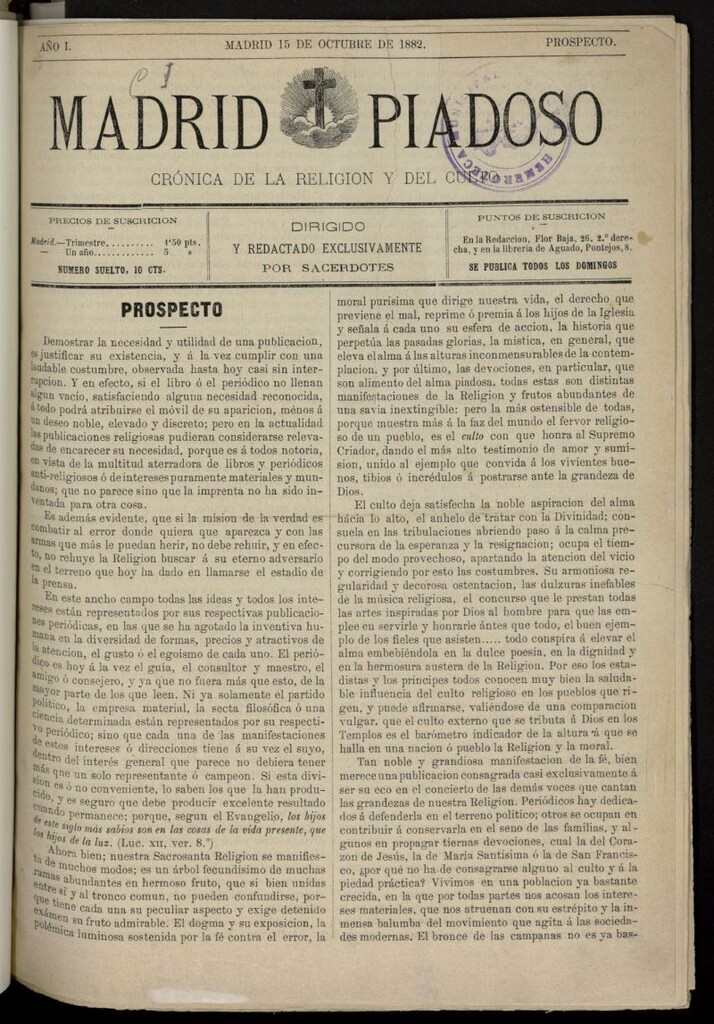 AÑO I.
MADRID 15 DE OCTUBRE DE 1882.
PROSPECTO.
C I
MADRID PIADOSO
HEMEROTECA MUNICIPAL
CRÓNICA DE LA RELIGION Y DEL CULTO
PRECIOS DE SUSCRICION
Madrid.—Trimestre......... 1'50 pts.
— Un año............ 5 »
NUMERO SUELTO, 10 CTS.
DIRIGIDO
Y REDACTADO EXCLUSIVAMENTE
POR SACERDOTES
PUNTOS DE SUSCRICION
En la Redaccion, Flor Baja, 26, 2.º dere-
cha, y en la librería de Aguado, Pontejos, 8.
SE PUBLICA TODOS LOS DOMINGOS
PROSPECTO
Demostrar la necesidad y utilidad de una publicacion,
es justificar su existencia, y á la vez cumplir con una
laudable costumbre, observada hasta hoy casi sin inter-
rupcion. Y en efecto, si el libro ó el periódico no llenan
algun vacío, satisfaciendo alguna necesidad reconocida,
á todo podrá atribuirse el móvil de su aparicion, ménos á
un deseo noble, elevado y discreto; pero en la actualidad
las publicaciones religiosas pudieran considerarse releva-
das de encarecer su necesidad, porque es á todos notoria,
en vista de la multitud aterradora de libros y periódicos
anti-religiosos ó de intereses puramente materiales y mun-
danos; que no parece sino que la imprenta no ha sido in-
ventada para otra cosa.
Es además evidente, que si la mision de la verdad es
combatir al error donde quiera que aparezca y con las
armas que más le puedan herir, no debe rehuir, y en efec-
to, no rehuye la Religion buscar á su eterno adversario
en el terreno que hoy ha dado en llamarse el estadio de
la prensa.
En este ancho campo todas las ideas y todos los inte-
reses están representados por sus respectivas publicacio-
nes periódicas, en las que se ha agotado la inventiva hu-
mana en la diversidad de formas, precios y atractivos de
la atencion, el gusto ó el egoismo de cada uno. El perió-
dico es hoy á la vez el guía, el consultor y maestro, el
amigo ó consejero, y ya que no fuera más que esto, de la
mayor parte de los que leen. Ni ya solamente el partido
político, la empresa material, la secta filosófica ó una
ciencia determinada están representados por su respecti-
vo periódico; sino que cada una de las manifestaciones
de estos intereses ó direcciones tiene á su vez el suyo,
dentro del interés general que parece no debiera tener
más que un solo representante ó campeon. Si esta divi-
sion es ó no conveniente, lo saben los que la han produ-
cido, y es seguro que debe producir excelente resultado
cuando permanece; porque, segun el Evangelio, los hijos
de este siglo más sabios son en las cosas de la vida presente, que
los hijos de la luz. (Luc. XII, ver. 8.º)
Ahora bien; nuestra Sacrosanta Religion se manifies-
ta de muchos modos; es un árbol fecundísimo de muchas
ramas abundantes en hermoso fruto, que si bien unidas
entre sí y al tronco comun, no pueden confundirse, por-
que tiene cada una su peculiar aspecto y exige detenido
exámen su fruto admirable. El dogma y su exposicion, la
polémica luminosa sostenida por la fé contra el error, la
moral purísima que dirige nuestra vida, el derecho que
previene el mal, reprime ó premia á los hijos de la Iglesia
y señala á cada uno su esfera de accion, la historia que
perpetúa las pasadas glorias, la mística, en general, que
eleva el alma á las alturas inconmensurables de la contem-
placion, y por último, las devociones, en particular, que
son alimento del alma piadosa, todas estas son distintas
manifestaciones de la Religion y frutos abundantes de
una savia inextinguible: pero la más ostensible de todas,
porque muestra más á la faz del mundo el fervor religio-
so de un pueblo, es el culto con que honra al Supremo
Criador, dando el más alto testimonio de amor y sumi-
sion, unido al ejemplo que convida á los vivientes bue-
nos, tibios ó incrédulos á postrarse ante la grandeza de
Dios.
El culto deja satisfecha la noble aspiracion del alma
hácia lo alto, el anhelo de tratar con la Divinidad; con-
suela en las tribulaciones abriendo paso á la calma pre-
cursora de la esperanza y la resignacion; ocupa el tiem-
po del modo provechoso, apartando la atencion del vicio
y corrigiendo por esto las costumbres. Su armoniosa re-
gularidad y decorosa ostentacion, las dulzuras inefables
de la música religiosa, el concurso que le prestan todas
las artes inspiradas por Dios al hombre para que las em-
plee en servirle y honrarle ántes que todo, el buen ejem-
plo de los fieles que asisten..... todo conspira á elevar el
alma embebiéndola en la dulce poesía, en la dignidad y
en la hermosura austera de la Religion. Por eso los esta-
distas y los príncipes todos conocen muy bien la saluda-
ble influencia del culto religioso en los pueblos que ri-
gen, y puede afirmarse, valiéndose de una comparacion
vulgar, que el culto externo que se tributa á Dios en los
Templos es el barómetro indicador de la altura á que se
halla en una nacion ó pueblo la Religion y la moral.
Tan noble y grandiosa manifestacion de la fé, bien
merece una publicacion consagrada casi exclusivamente á
ser su eco en el concierto de las demás voces que cantan
las grandezas de nuestra Religion. Periódicos hay dedica-
dos á defenderla en el terreno político; otros se ocupan en
contribuir á conservarla en el seno de las familias, y al-
gunos en propagar tiernas devociones, cual la del Cora-
zon de Jesús, la de María Santísima ó la de San Francis-
co, ¿por qué no ha de consagrarse alguno al culto y á la
piedad práctica? Vivimos en una poblacion ya bastante
crecida, en la que por todas partes nos acosan los inte-
reses materiales, que nos atruenan con su estrépito y la in-
mensa balumba del movimiento que agita á las socieda-
des modernas. El bronce de las campanas no es ya bas-